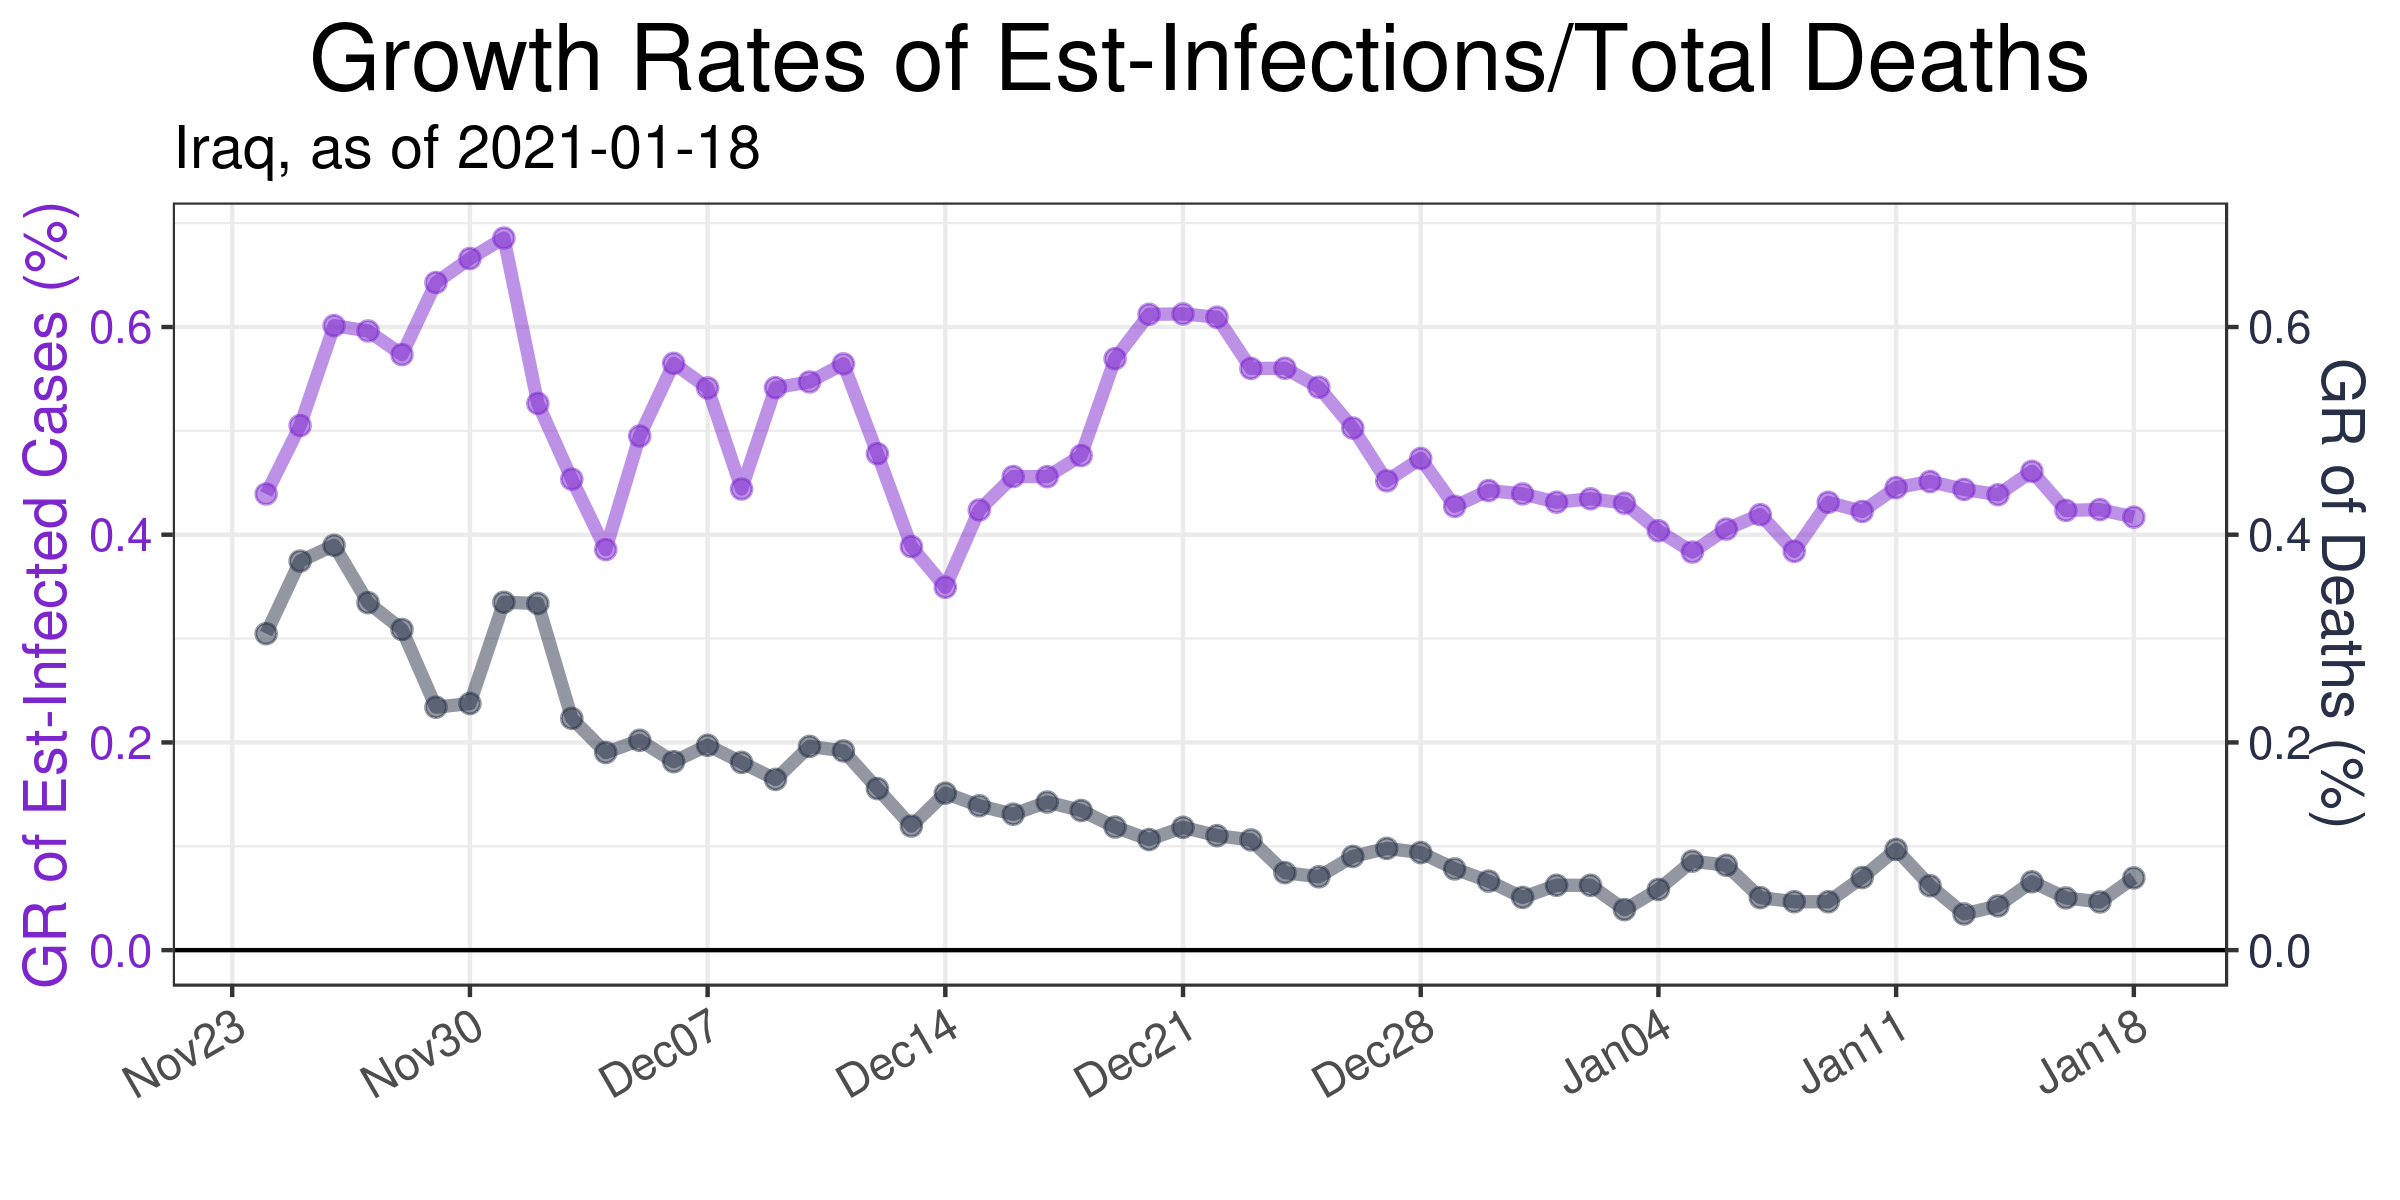 Growth Rates of Est-Infections/Total Deaths
Iraq, as of 2021-01-18
GR of Est-Infected Cases (%)
0.6
0.4
0.2
0.0
0.6
0.4
0.2
0.0
GR of Deaths (%)
Nov23
Nov30
Dec07
Dec14
Dec21
Dec28
Jan04
Jan11
Jan18